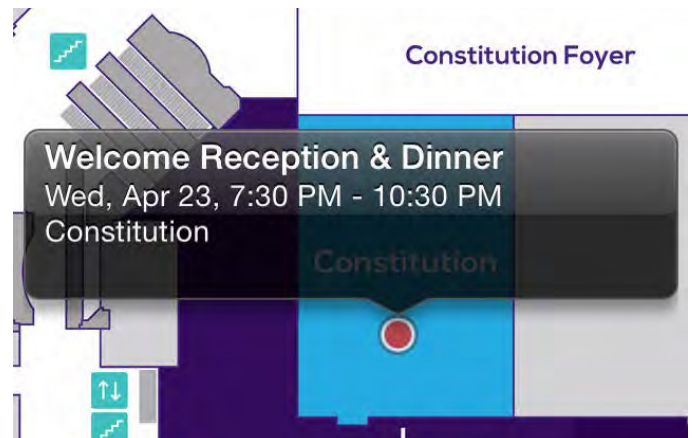 Constitution Foyer
Welcome Reception & Dinner
Wed, Apr 23, 7:30 PM - 10:30 PM
Constitution
Constitution